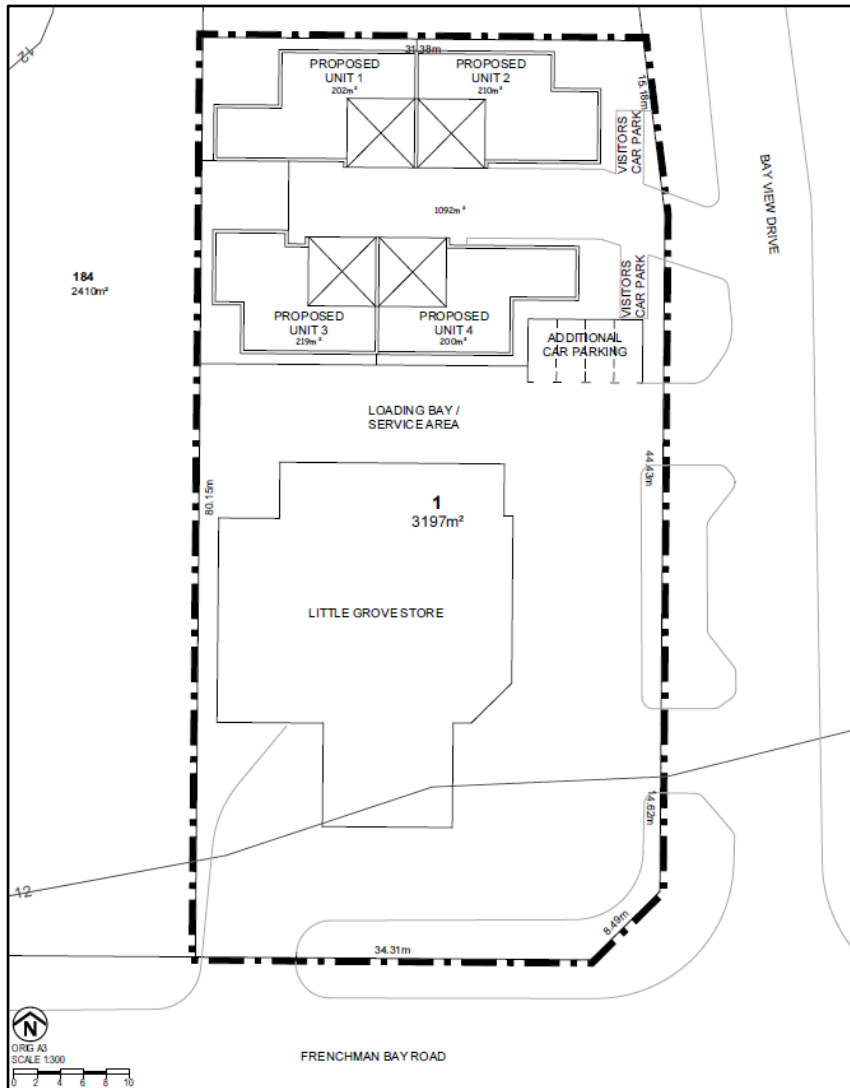 12
31.38m
PROPOSED
UNIT 1
202m²
PROPOSED
UNIT 2
210m²
15.18m
VISITORS
CAR PARK
BAY VIEW DRIVE
1092m²
184
2410m²
VISITORS
CAR PARK
PROPOSED
UNIT 3
219m²
PROPOSED
UNIT 4
200m²
ADDITIONAL
CAR PARKING
LOADING BAY /
SERVICE AREA
80.15m
44.43m
1
3197m²
LITTLE GROVE STORE
14.62m
12
8.49m
34.31m
N
ORIG A3
SCALE 1:300
0 2 4 6 8 10
FRENCHMAN BAY ROAD